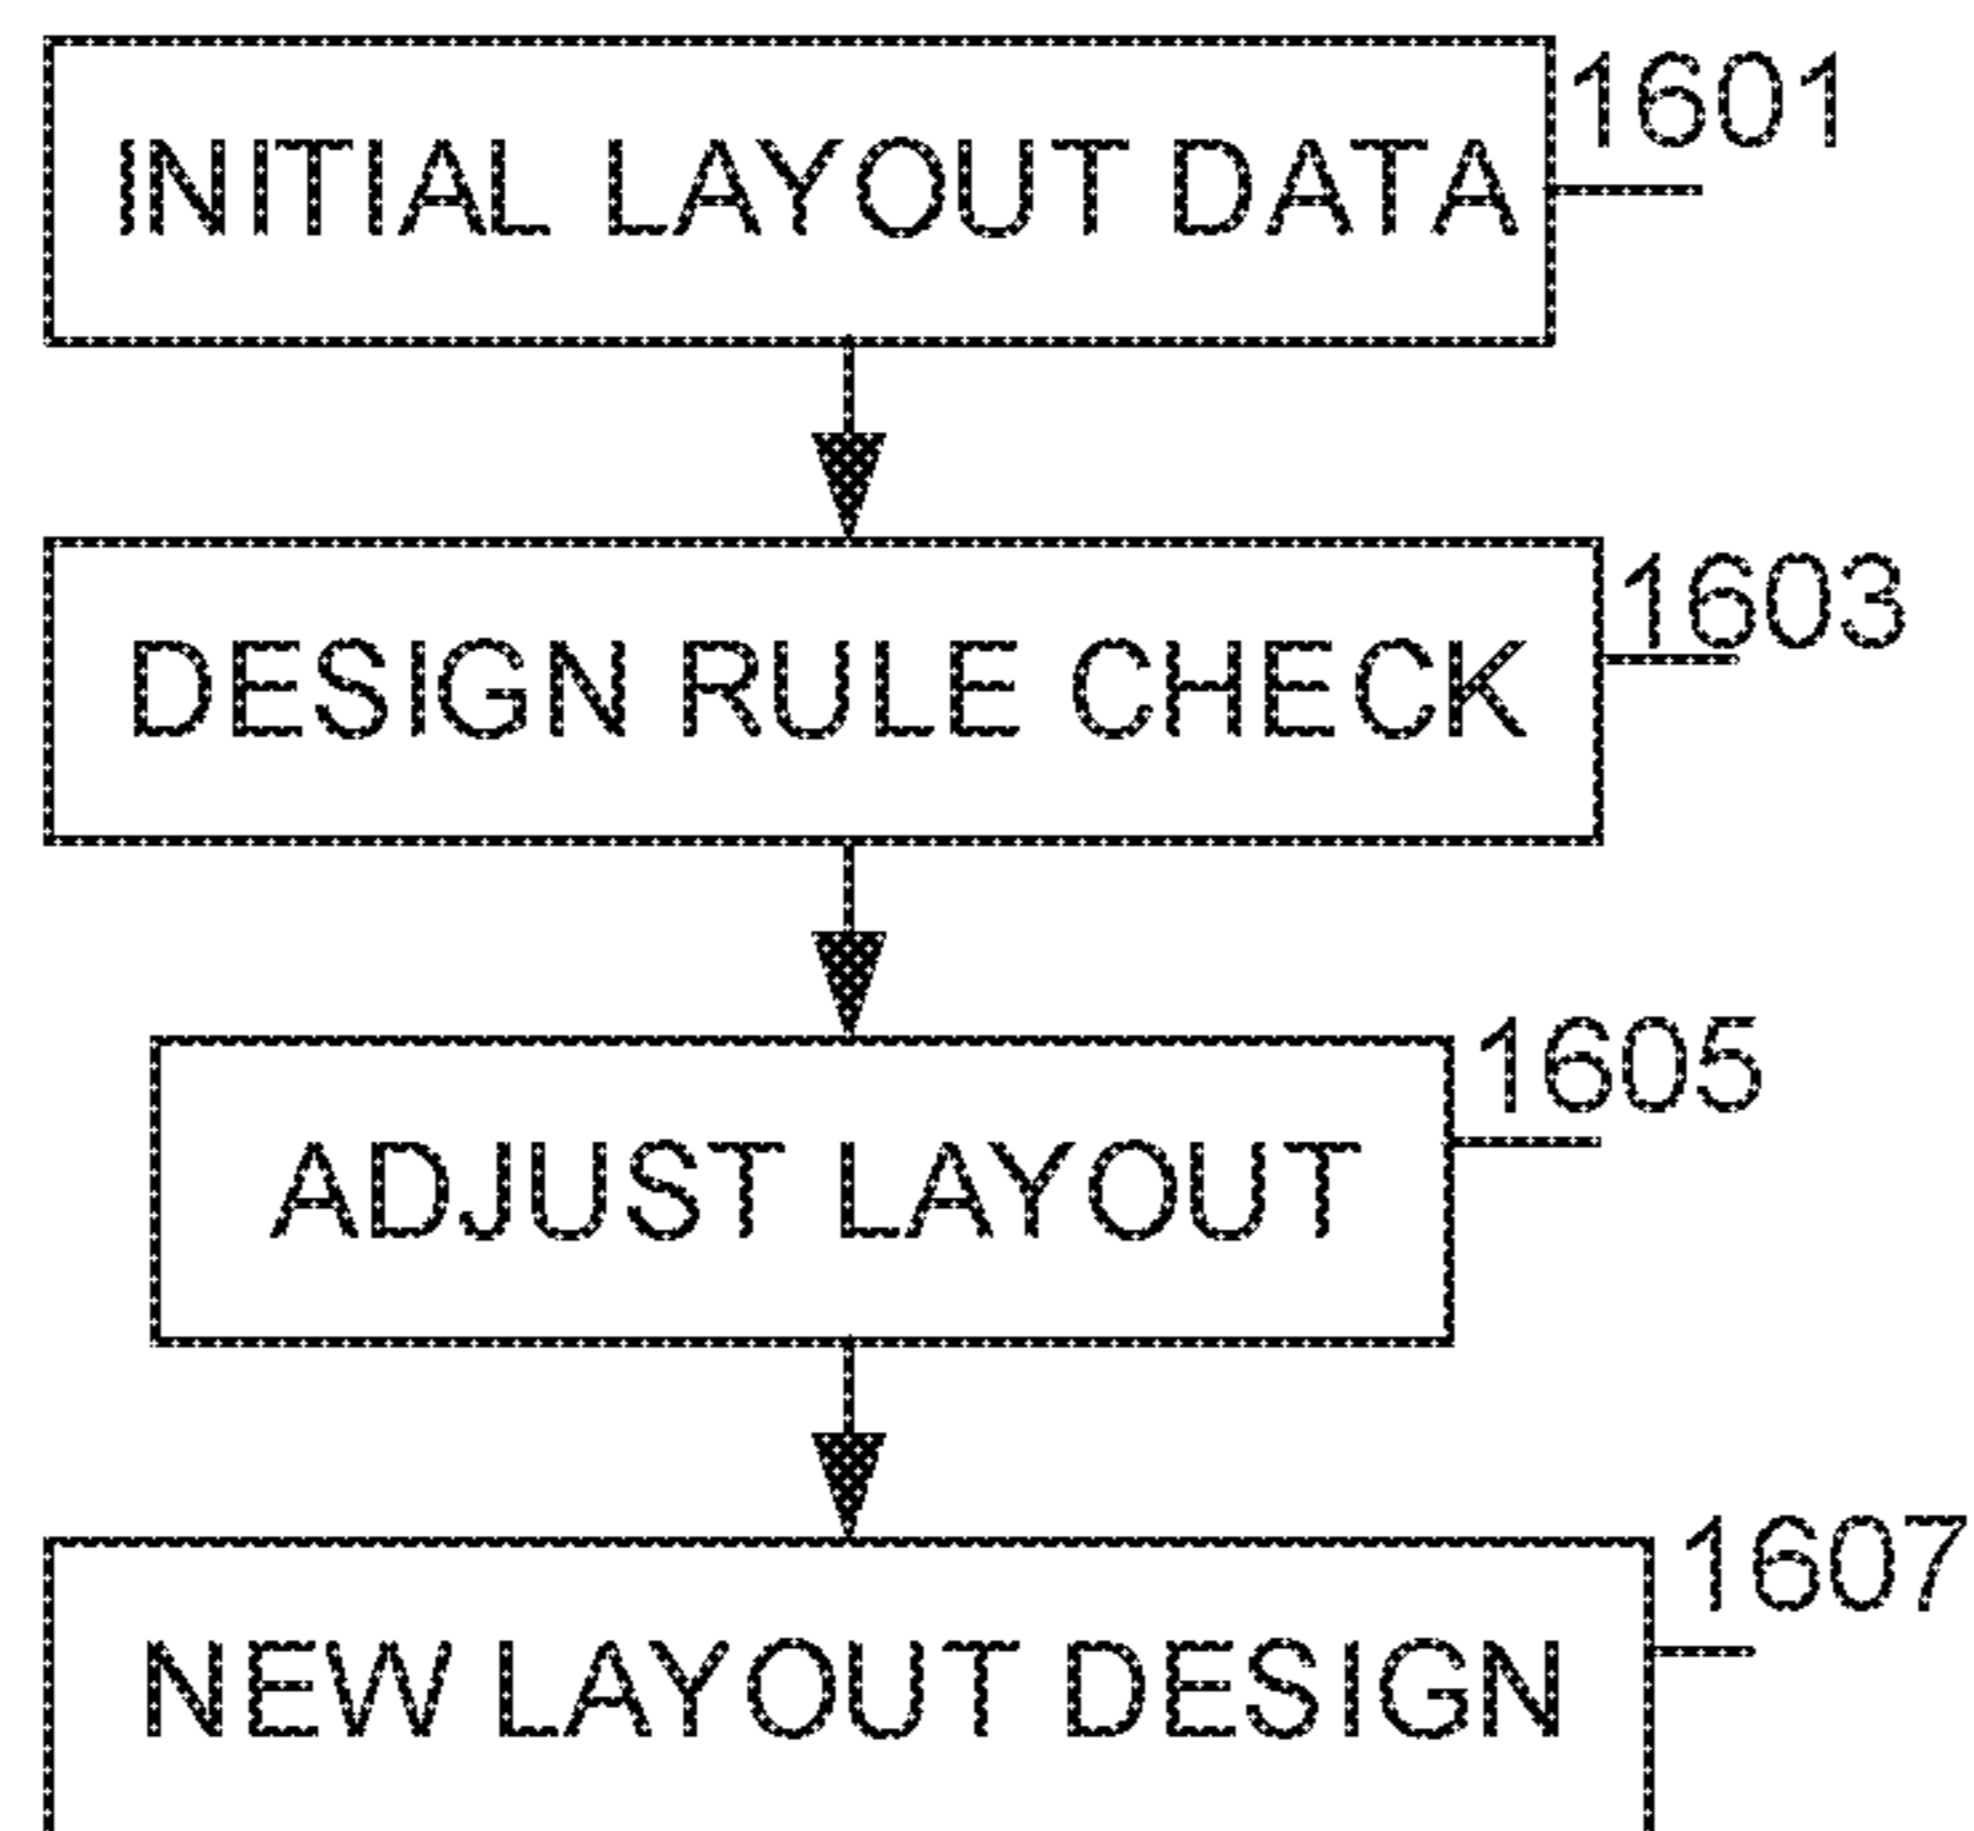 1601
INITIAL LAYOUT DATA
1603
DESIGN RULE CHECK
1605
ADJUST LAYOUT
1607
NEW LAYOUT DESIGN